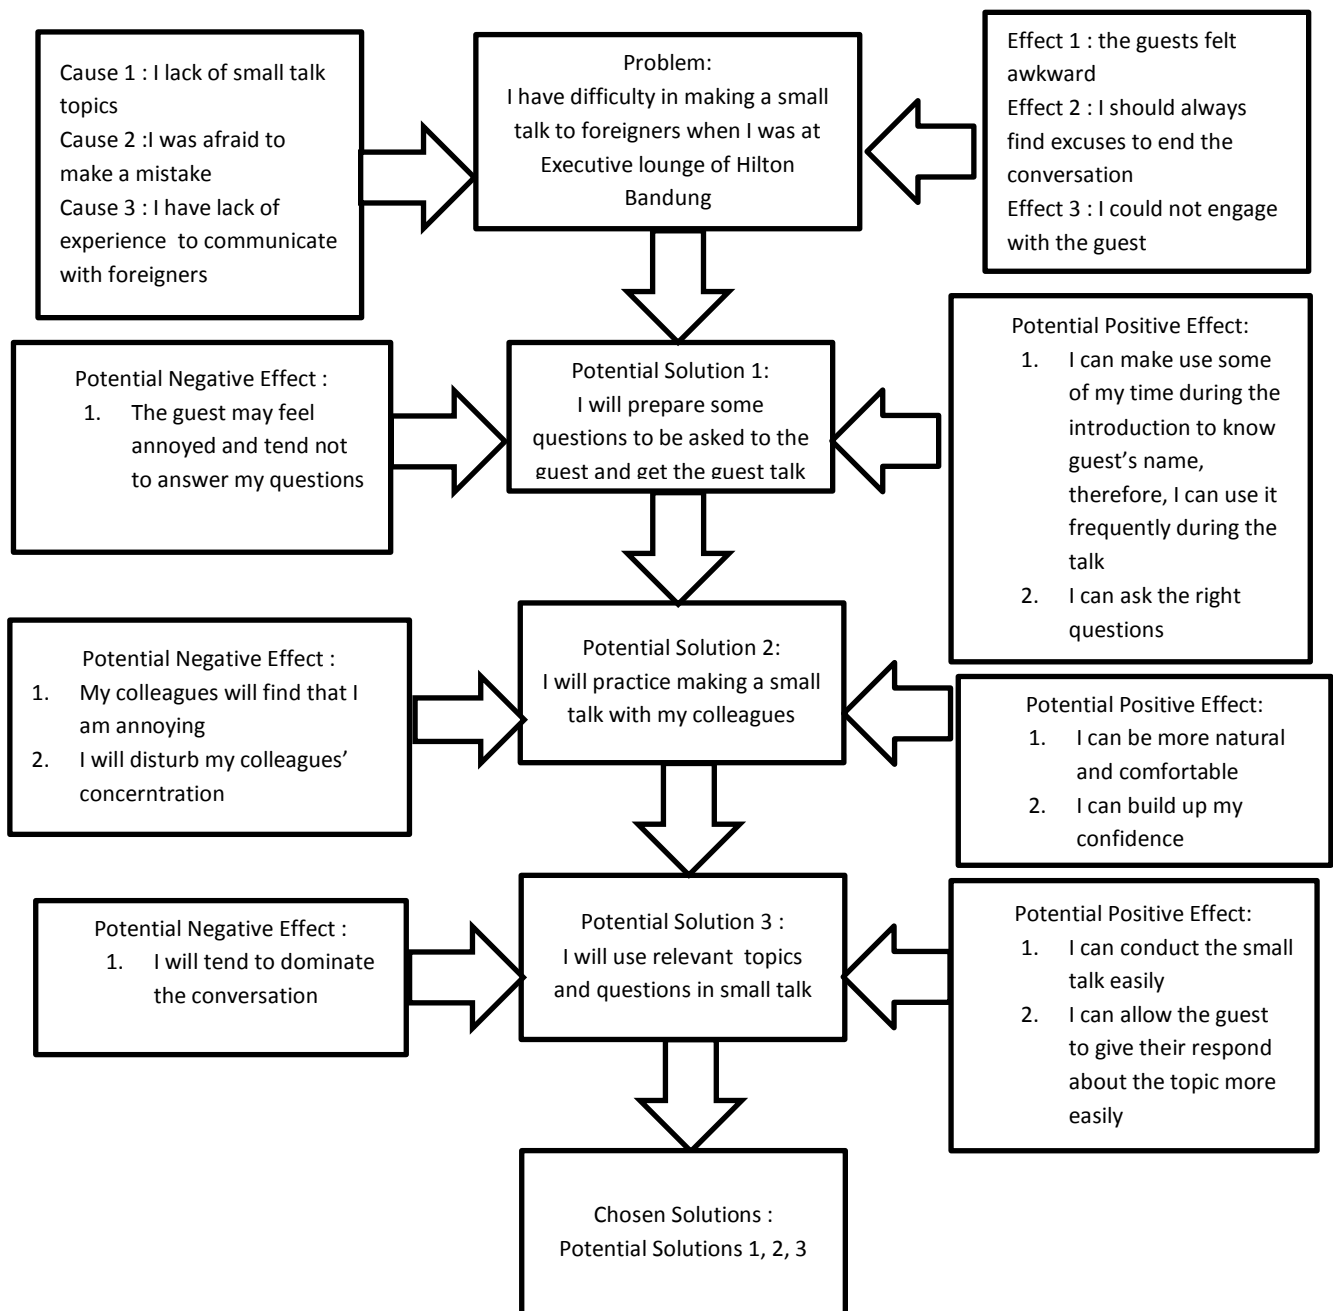 Cause 1 : I lack of small talk
topics
Cause 2 :I was afraid to
make a mistake
Cause 3 : I have lack of
experience to communicate
with foreigners
Problem:
I have difficulty in making a small
talk to foreigners when I was at
Executive lounge of Hilton
Bandung
Effect 1 : the guests felt
awkward
Effect 2 : I should always
find excuses to end the
conversation
Effect 3 : I could not engage
with the guest
Potential Negative Effect :
1. The guest may feel
annoyed and tend not
to answer my questions
Potential Solution 1:
I will prepare some
questions to be asked to the
guest and get the guest talk
Potential Positive Effect:
1. I can make use some
of my time during the
introduction to know
guest’s name,
therefore, I can use it
frequently during the
talk
2. I can ask the right
questions
Potential Negative Effect :
1. My colleagues will find that I
am annoying
2. I will disturb my colleagues’
concerntration
Potential Solution 2:
I will practice making a small
talk with my colleagues
Potential Positive Effect:
1. I can be more natural
and comfortable
2. I can build up my
confidence
Potential Negative Effect :
1. I will tend to dominate
the conversation
Potential Solution 3 :
I will use relevant topics
and questions in small talk
Potential Positive Effect:
1. I can conduct the small
talk easily
2. I can allow the guest
to give their respond
about the topic more
easily
Chosen Solutions :
Potential Solutions 1, 2, 3